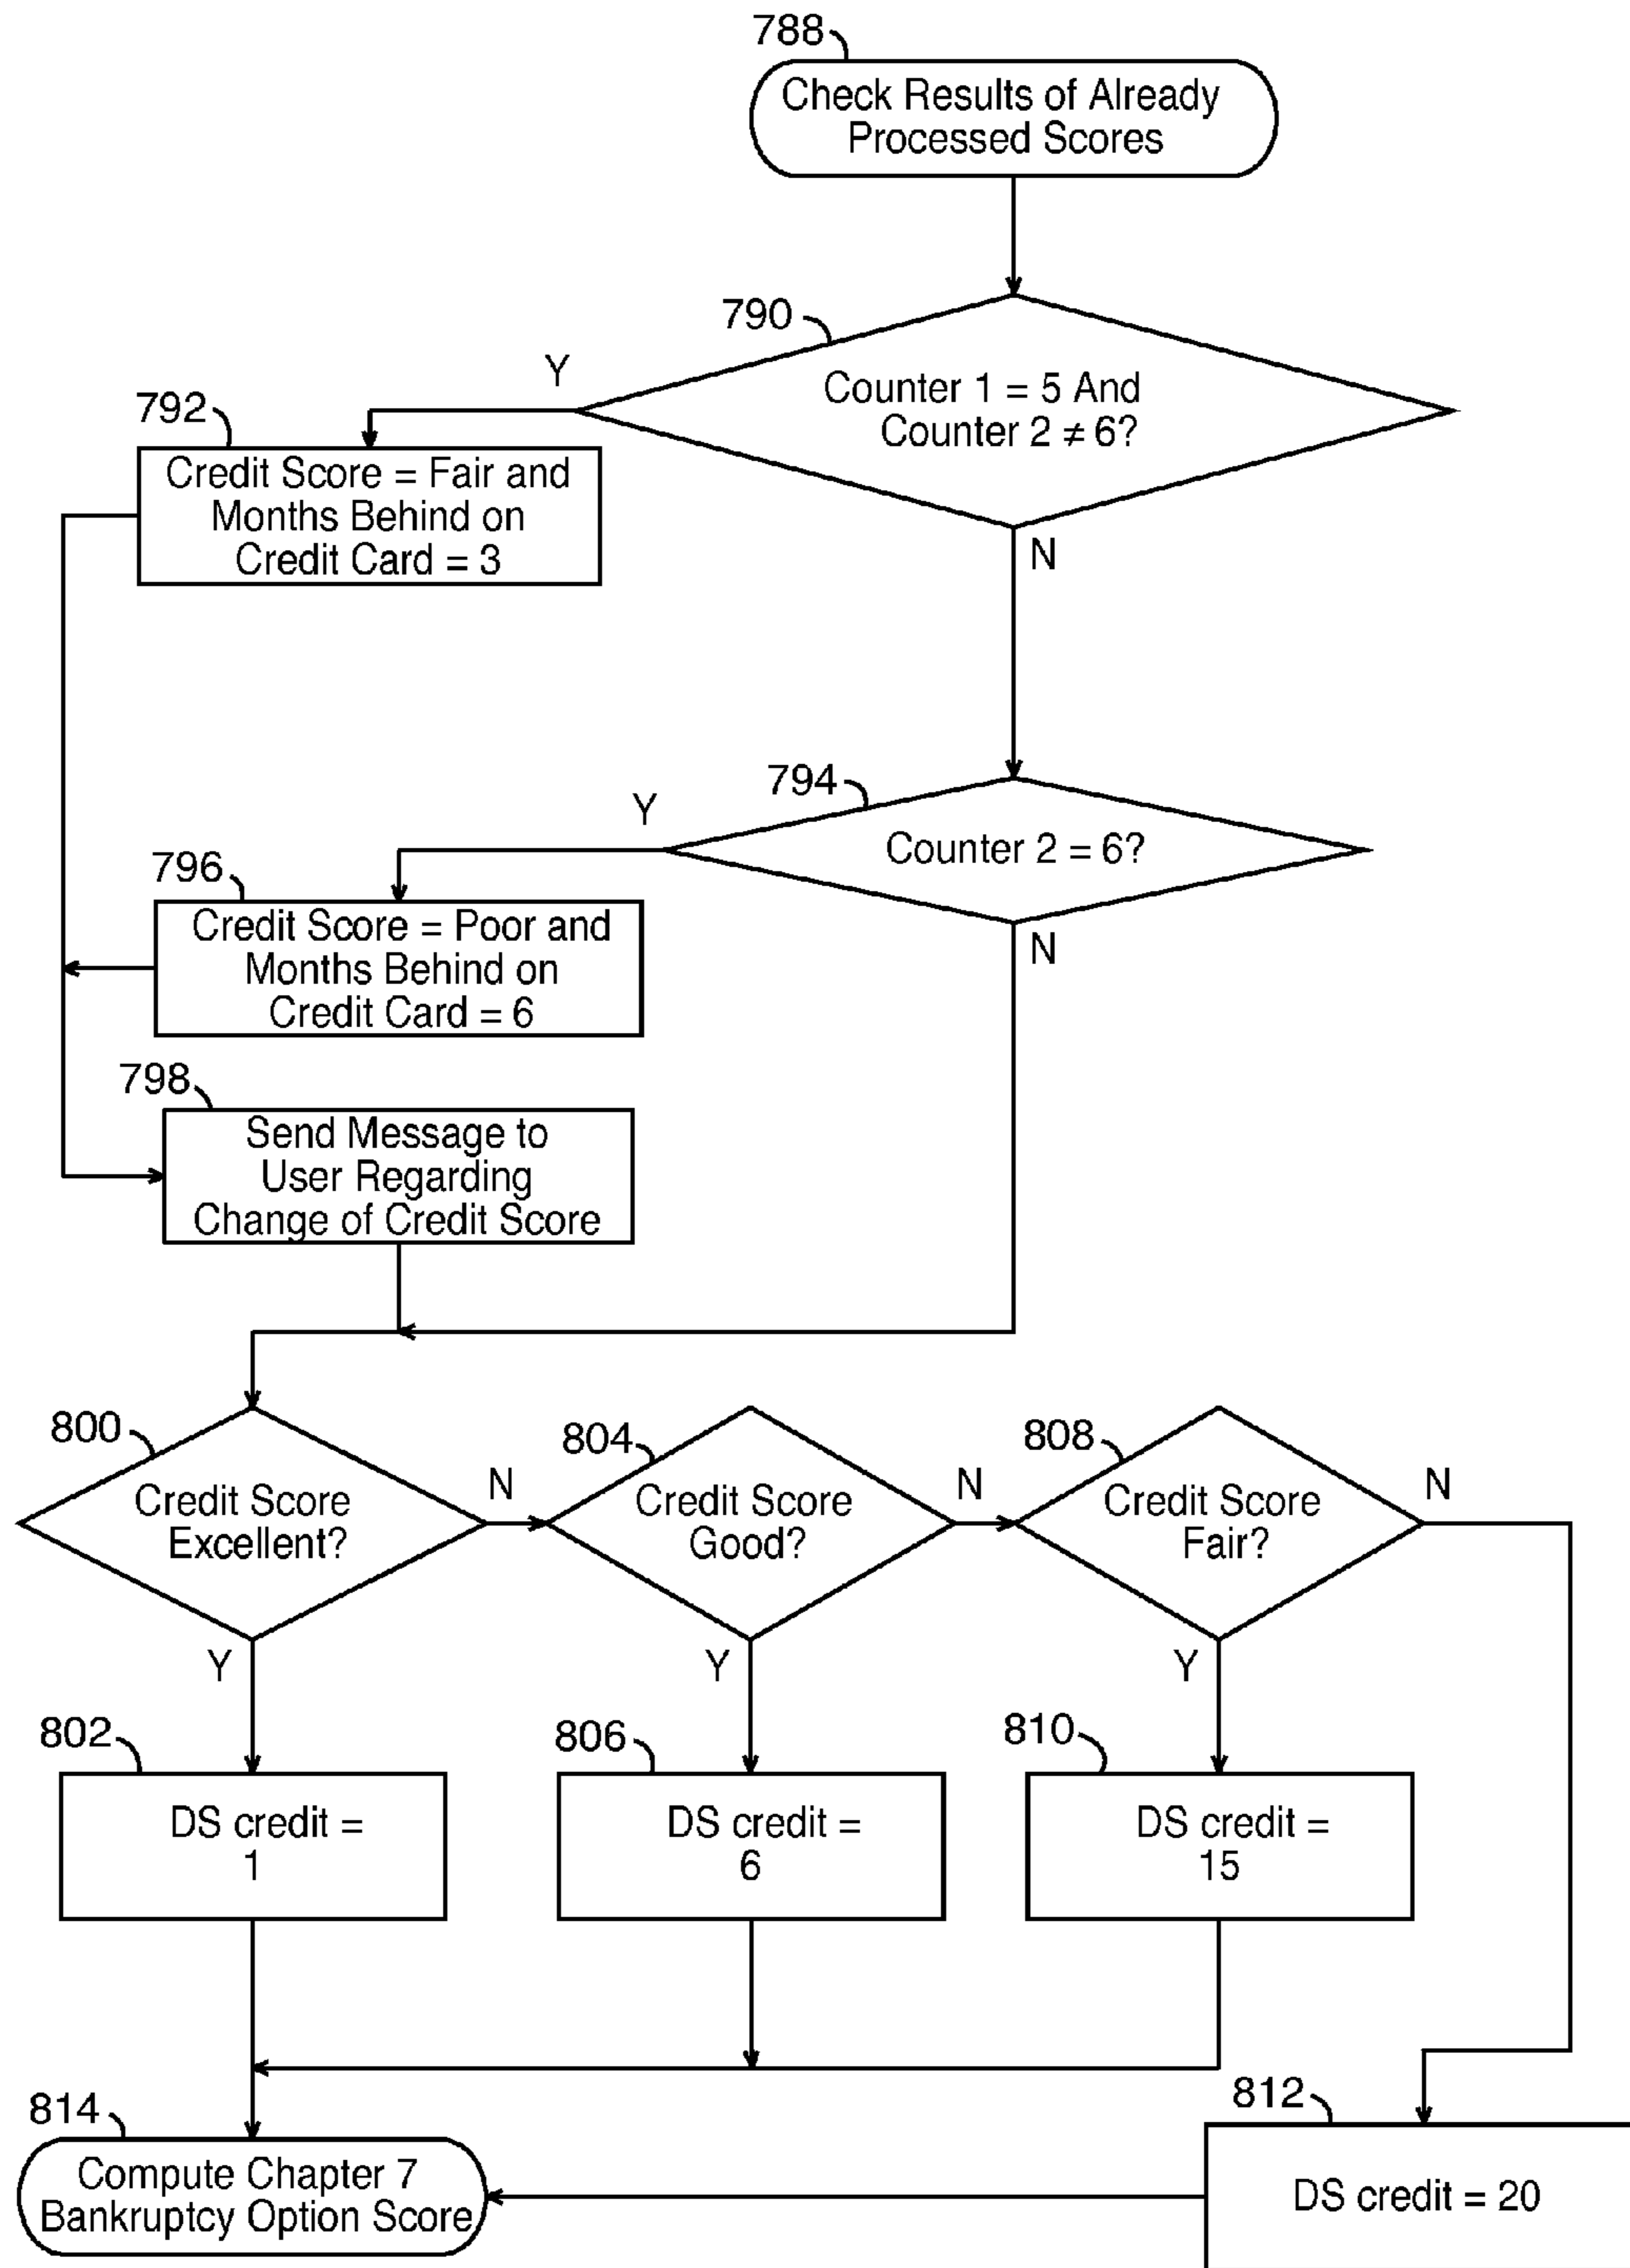 788
Check Results of Already
Processed Scores
790
Y
Counter 1 = 5 And
Counter 2 ≠ 6?
792
Credit Score = Fair and
Months Behind on
Credit Card = 3
N
794
Y
Counter 2 = 6?
796
Credit Score = Poor and
Months Behind on
Credit Card = 6
N
798
Send Message to
User Regarding
Change of Credit Score
800
Credit Score
Excellent?
N
804
Credit Score
Good?
N
808
Credit Score
Fair?
N
Y
Y
Y
802
DS credit =
1
806
DS credit =
6
810
DS credit =
15
812
DS credit = 20
814
Compute Chapter 7
Bankruptcy Option Score